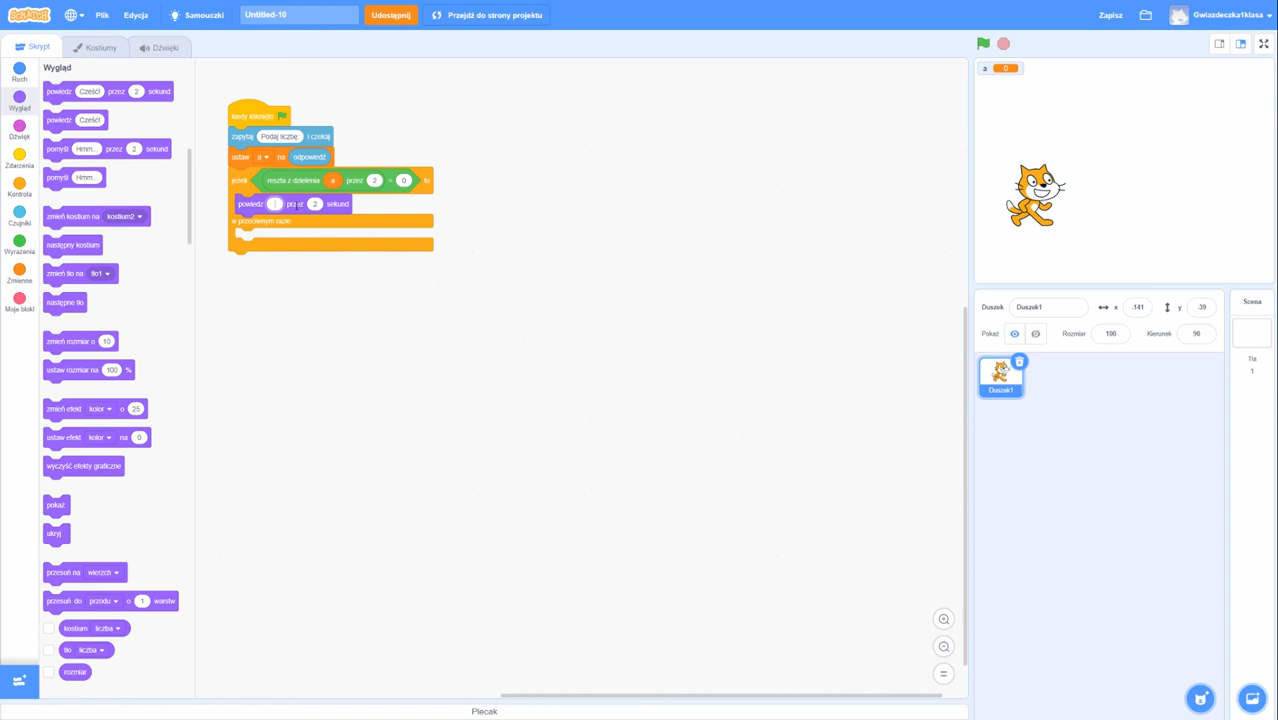 SCRATCH
Plik
Edycja
Samouczki
Untitled-10
Udostępnij
Przejdź do strony projektu
Zapisz
Gwiazdeczka1klasa
Skrypt
Kostiumy
Dźwięki
Ruch
Wygląd
Dźwięk
Zdarzenia
Kontrola
Czujniki
Wyrażenia
Zmienne
Moje bloki
Wygląd
powiedz Cześć! przez 2 sekund
powiedz Cześć!
pomyśl Hmm... przez 2 sekund
pomyśl Hmm...
zmień kostium na kostium2
następny kostium
zmień tło na tło1
następne tło
zmień rozmiar o 10
ustaw rozmiar na 100 %
zmień efekt kolor o 25
ustaw efekt kolor na 0
wyczyść efekty graficzne
pokaż
ukryj
przesuń na wierzch
przesuń do przodu o 1 warstw
kostium liczba
tło liczba
rozmiar
kiedy kliknięto
zapytaj Podaj liczbę: i czekaj
ustaw a na odpowiedź
jeżeli reszta z dzielenia a przez 2 = 0 to
powiedz przez 2 sekund
w przeciwnym razie
a 0
Duszek Duszek1 x -141 y -39
Pokaż Rozmiar 100 Kierunek 90
Duszek1
Scena
Tła
1
Plecak